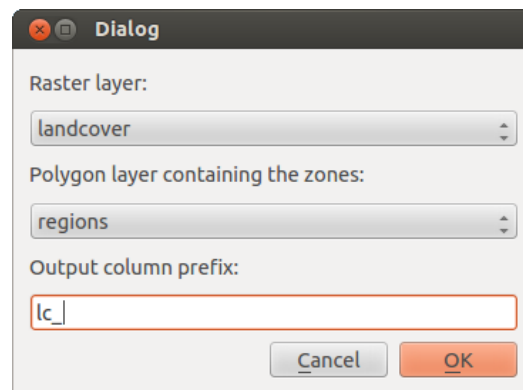 Dialog
Raster layer:
landcover
Polygon layer containing the zones:
regions
Output column prefix:
lc_
Cancel
OK